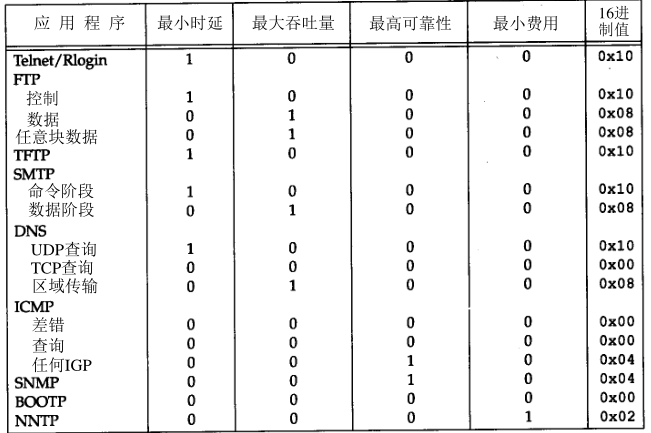 应用程序 最小时延 最大吞吐量 最高可靠性 最小费用 16进制值
Telnet/Rlogin 1 0 0 0 0x10
FTP
控制 1 0 0 0 0x10
数据 0 1 0 0 0x08
任意块数据 0 1 0 0 0x08
TFTP 1 0 0 0 0x10
SMTP
命令阶段 1 0 0 0 0x10
数据阶段 0 1 0 0 0x08
DNS
UDP查询 1 0 0 0 0x10
TCP查询 0 0 0 0 0x00
区域传输 0 1 0 0 0x08
ICMP
差错 0 0 0 0 0x00
查询 0 0 0 0 0x00
任何IGP 0 0 1 0 0x04
SNMP 0 0 1 0 0x04
BOOTP 0 0 0 0 0x00
NNTP 0 0 0 1 0x02